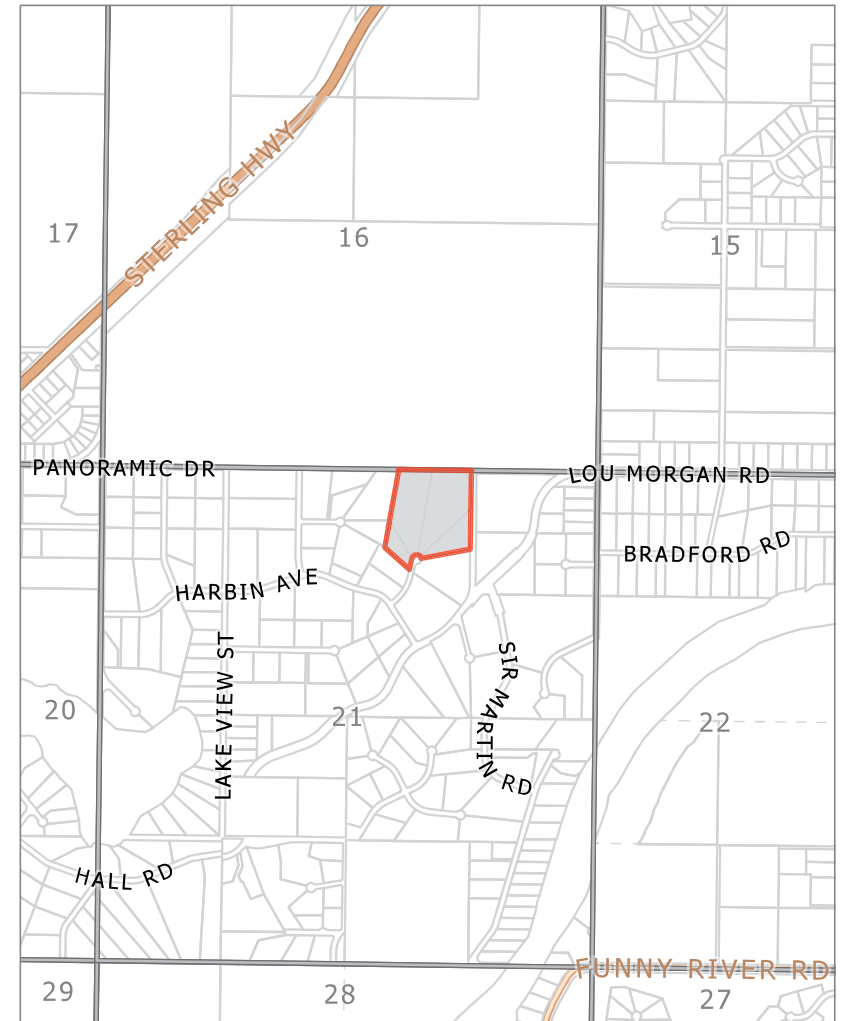 STERLING HWY
17
16
15
PANORAMIC DR
LOU MORGAN RD
BRADFORD RD
HARBIN AVE
LAKE VIEW ST
SIR MARTIN RD
20
21
22
HALL RD
FUNNY RIVER RD
29
28
27